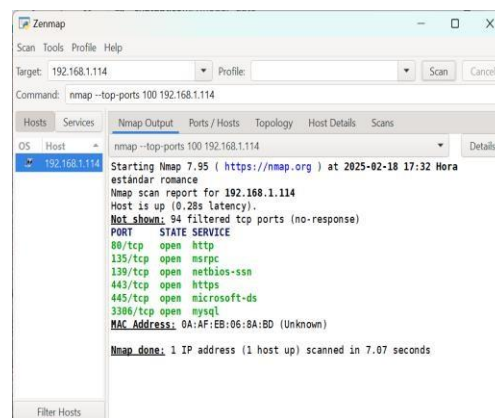 Zenmap
Scan Tools Profile Help
Target: 192.168.1.114 Profile: Scan Cancel
Command: nmap --top-ports 100 192.168.1.114
Hosts Services Nmap Output Ports / Hosts Topology Host Details Scans
OS Host nmap --top-ports 100 192.168.1.114 Details
192.168.1.114
Starting Nmap 7.95 ( https://nmap.org ) at 2025-02-18 17:32 Hora
estándar romance
Nmap scan report for 192.168.1.114
Host is up (0.28s latency).
Not shown: 94 filtered tcp ports (no-response)
PORT STATE SERVICE
80/tcp open http
135/tcp open msrpc
139/tcp open netbios-ssn
443/tcp open https
445/tcp open microsoft-ds
3306/tcp open mysql
MAC Address: 0A:AF:EB:06:8A:BD (Unknown)
Nmap done: 1 IP address (1 host up) scanned in 7.07 seconds
Filter Hosts